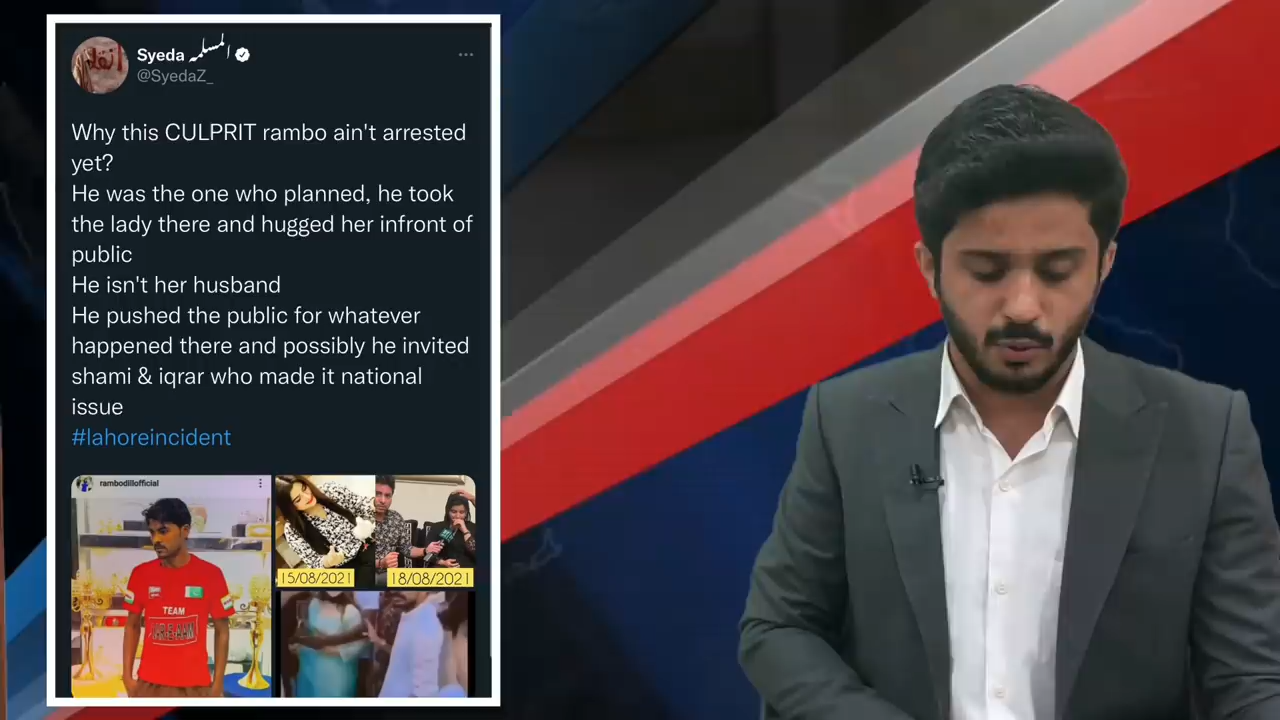 Syeda المسلمہ
@SyedaZ_
Why this CULPRIT rambo ain't arrested
yet?
He was the one who planned, he took
the lady there and hugged her infront of
public
He isn't her husband
He pushed the public for whatever
happened there and possibly he invited
shami & iqrar who made it national
issue
#lahoreincident
rambodillofficial
15/08/2021
18/08/2021
TEAM